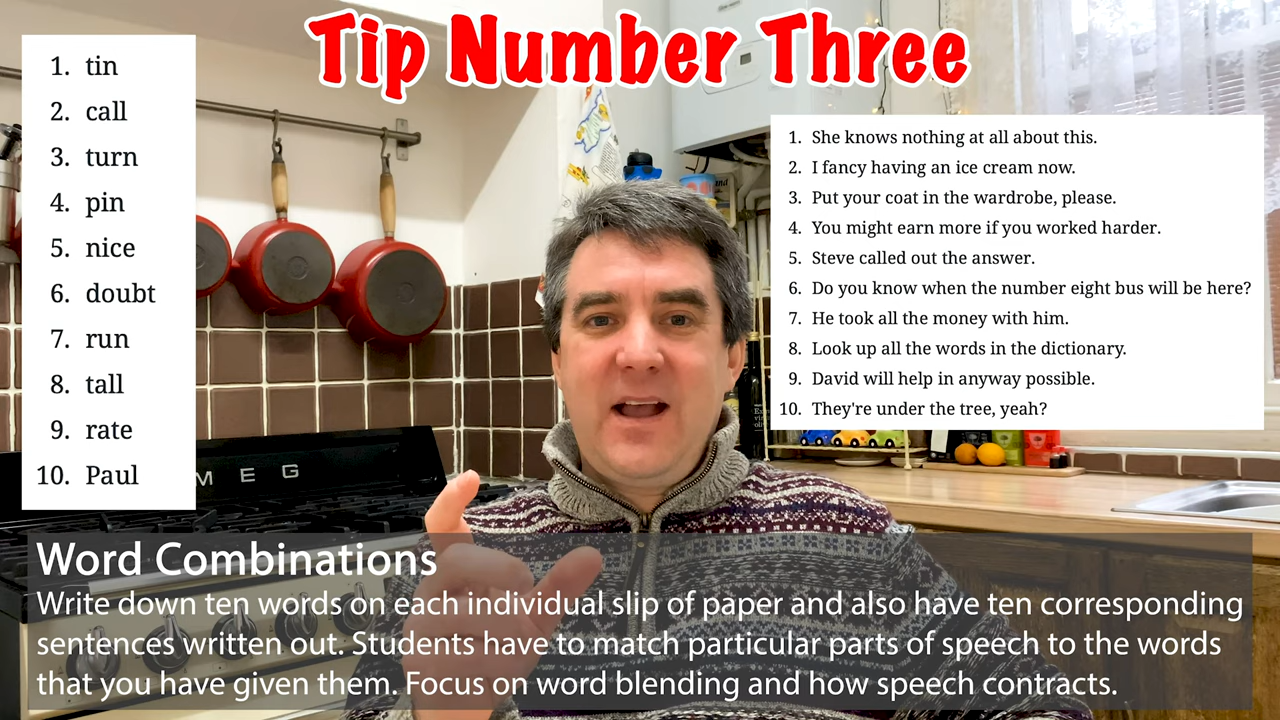 Tip Number Three
1. tin
2. call
3. turn
4. pin
5. nice
6. doubt
7. run
8. tall
9. rate
10. Paul
1. She knows nothing at all about this.
2. I fancy having an ice cream now.
3. Put your coat in the wardrobe, please.
4. You might earn more if you worked harder.
5. Steve called out the answer.
6. Do you know when the number eight bus will be here?
7. He took all the money with him.
8. Look up all the words in the dictionary.
9. David will help in anyway possible.
10. They're under the tree, yeah?
MEG
Word Combinations
Write down ten words on each individual slip of paper and also have ten corresponding
sentences written out. Students have to match particular parts of speech to the words
that you have given them. Focus on word blending and how speech contracts.